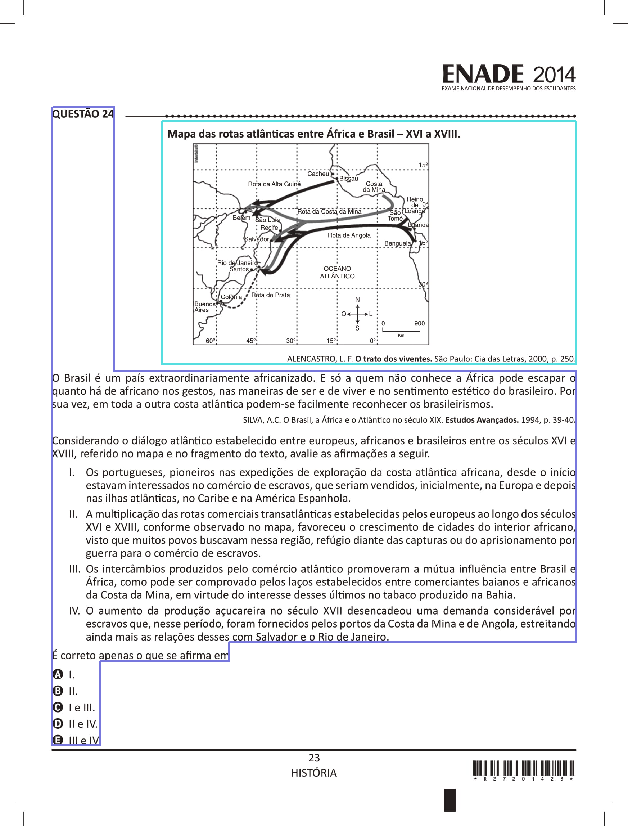 ENADE 2014
EXAME NACIONAL DE DESEMPENHO DOS ESTUDANTES
QUESTÃO 24
Mapa das rotas atlânticas entre África e Brasil – XVI a XVIII.
15º
Cacheu
Bissau
Rota da Alta Guiné
Costa
da Mina
Reino
de
Loango
Belém
São Luís
Rota da Costa da Mina
São
Tomé
Recife
Luanda
Salvador
Rota de Angola
Benguela
15º
Rio de Janeiro
Santos
OCEANO
ATLÂNTICO
Colônia
Rota do Prata
Buenos
Aires
N
O L
S
0 900
Km
60º 45º 30º 15º 0º
ALENCASTRO, L. F. O trato dos viventes. São Paulo: Cia das Letras, 2000, p. 250.
O Brasil é um país extraordinariamente africanizado. E só a quem não conhece a África pode escapar o
quanto há de africano nos gestos, nas maneiras de ser e de viver e no sentimento estético do brasileiro. Por
sua vez, em toda a outra costa atlântica podem-se facilmente reconhecer os brasileirismos.
SILVA, A.C. O Brasil, a África e o Atlântico no século XIX. Estudos Avançados. 1994, p. 39-40.
Considerando o diálogo atlântico estabelecido entre europeus, africanos e brasileiros entre os séculos XVI e
XVIII, referido no mapa e no fragmento do texto, avalie as afirmações a seguir.
I. Os portugueses, pioneiros nas expedições de exploração da costa atlântica africana, desde o início
estavam interessados no comércio de escravos, que seriam vendidos, inicialmente, na Europa e depois
nas ilhas atlânticas, no Caribe e na América Espanhola.
II. A multiplicação das rotas comerciais transatlânticas estabelecidas pelos europeus ao longo dos séculos
XVI e XVIII, conforme observado no mapa, favoreceu o crescimento de cidades do interior africano,
visto que muitos povos buscavam nessa região, refúgio diante das capturas ou do aprisionamento por
guerra para o comércio de escravos.
III. Os intercâmbios produzidos pelo comércio atlântico promoveram a mútua influência entre Brasil e
África, como pode ser comprovado pelos laços estabelecidos entre comerciantes baianos e africanos
da Costa da Mina, em virtude do interesse desses últimos no tabaco produzido na Bahia.
IV. O aumento da produção açucareira no século XVII desencadeou uma demanda considerável por
escravos que, nesse período, foram fornecidos pelos portos da Costa da Mina e de Angola, estreitando
ainda mais as relações desses com Salvador e o Rio de Janeiro.
É correto apenas o que se afirma em
A I.
B II.
C I e III.
D II e IV.
E III e IV
23
HISTÓRIA